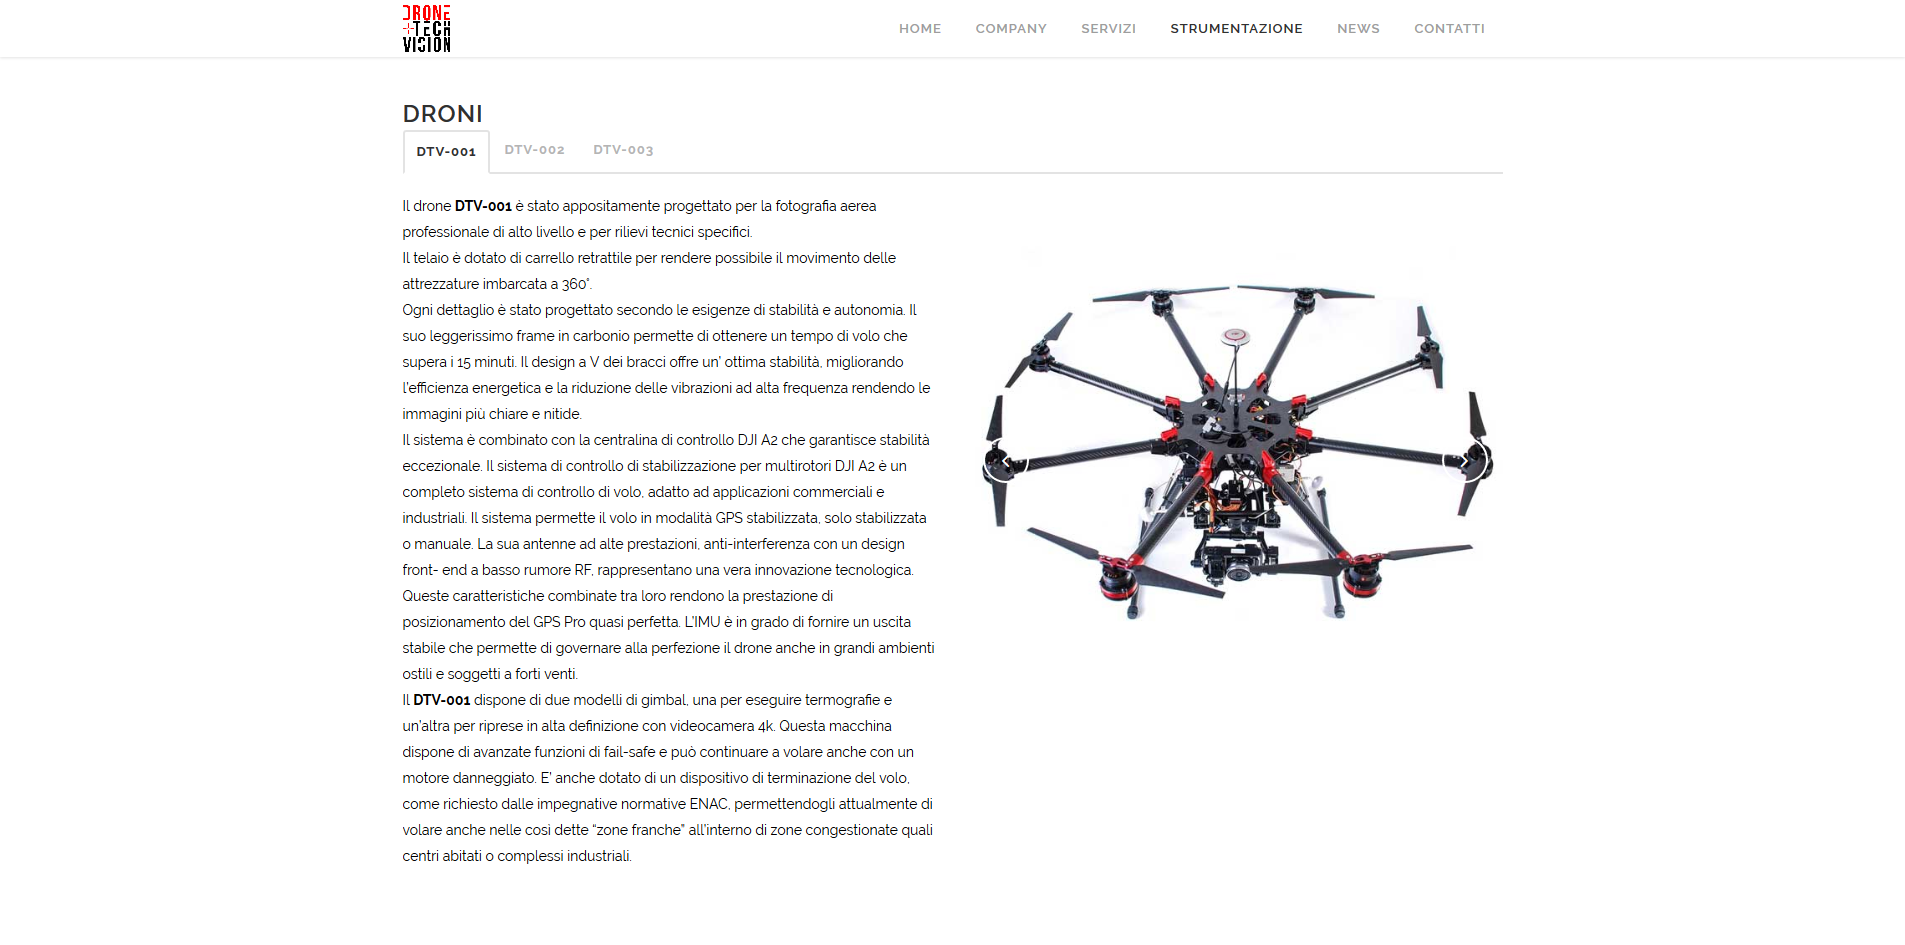 DRONE
TECH
VISION
HOME COMPANY SERVIZI STRUMENTAZIONE NEWS CONTATTI
DRONI
DTV-001 DTV-002 DTV-003
Il drone DTV-001 è stato appositamente progettato per la fotografia aerea
professionale di alto livello e per rilievi tecnici specifici.
Il telaio è dotato di carrello retrattile per rendere possibile il movimento delle
attrezzature imbarcata a 360°.
Ogni dettaglio è stato progettato secondo le esigenze di stabilità e autonomia. Il
suo leggerissimo frame in carbonio permette di ottenere un tempo di volo che
supera i 15 minuti. Il design a V dei bracci offre un' ottima stabilità, migliorando
l'efficienza energetica e la riduzione delle vibrazioni ad alta frequenza rendendo le
immagini più chiare e nitide.
Il sistema è combinato con la centralina di controllo DJI A2 che garantisce stabilità
eccezionale. Il sistema di controllo di stabilizzazione per multirotori DJI A2 è un
completo sistema di controllo di volo, adatto ad applicazioni commerciali e
industriali. Il sistema permette il volo in modalità GPS stabilizzata, solo stabilizzata
o manuale. La sua antenne ad alte prestazioni, anti-interferenza con un design
front- end a basso rumore RF, rappresentano una vera innovazione tecnologica.
Queste caratteristiche combinate tra loro rendono la prestazione di
posizionamento del GPS Pro quasi perfetta. L'IMU è in grado di fornire un uscita
stabile che permette di governare alla perfezione il drone anche in grandi ambienti
ostili e soggetti a forti venti.
Il DTV-001 dispone di due modelli di gimbal, una per eseguire termografie e
un'altra per riprese in alta definizione con videocamera 4k. Questa macchina
dispone di avanzate funzioni di fail-safe e può continuare a volare anche con un
motore danneggiato. E' anche dotato di un dispositivo di terminazione del volo,
come richiesto dalle impegnative normative ENAC, permettendogli attualmente di
volare anche nelle così dette “zone franche” all'interno di zone congestionate quali
centri abitati o complessi industriali.